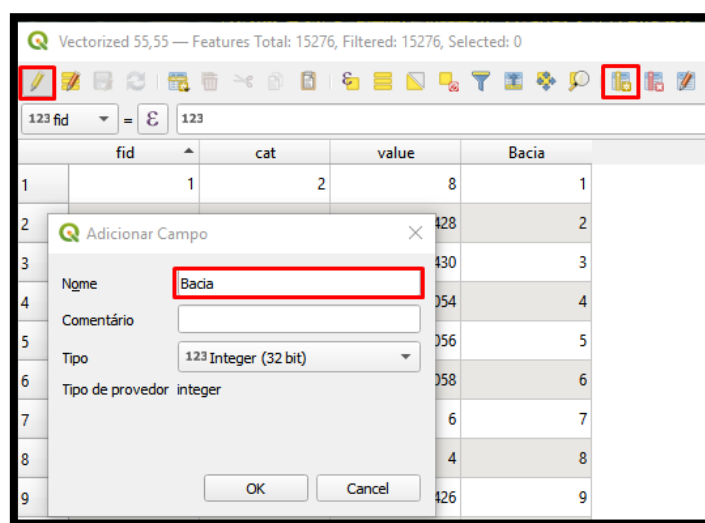 Vectorized 55,55 — Features Total: 15276, Filtered: 15276, Selected: 0
123 fid = ε 123
fid cat value Bacia
1 1 2 8 1
2 428 2
3 430 3
4 054 4
5 056 5
6 058 6
7 6 7
8 4 8
9 426 9
Adicionar Campo
Nome Bacia
Comentário
Tipo 123 Integer (32 bit)
Tipo de provedor integer
OK Cancel